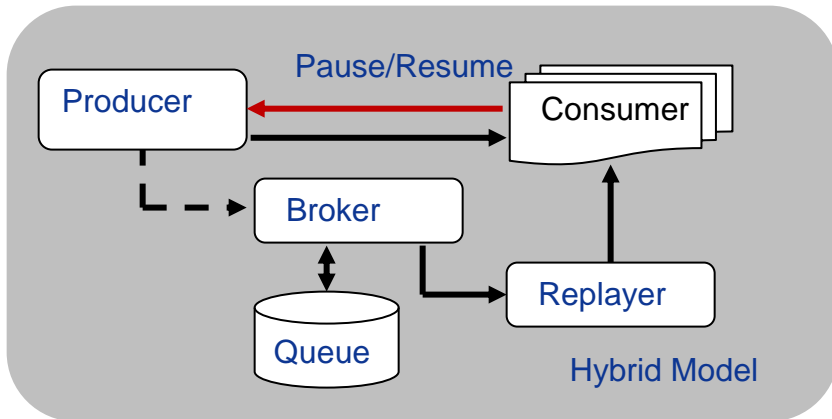 Pause/Resume
Producer
Consumer
Broker
Replayer
Queue
Hybrid Model